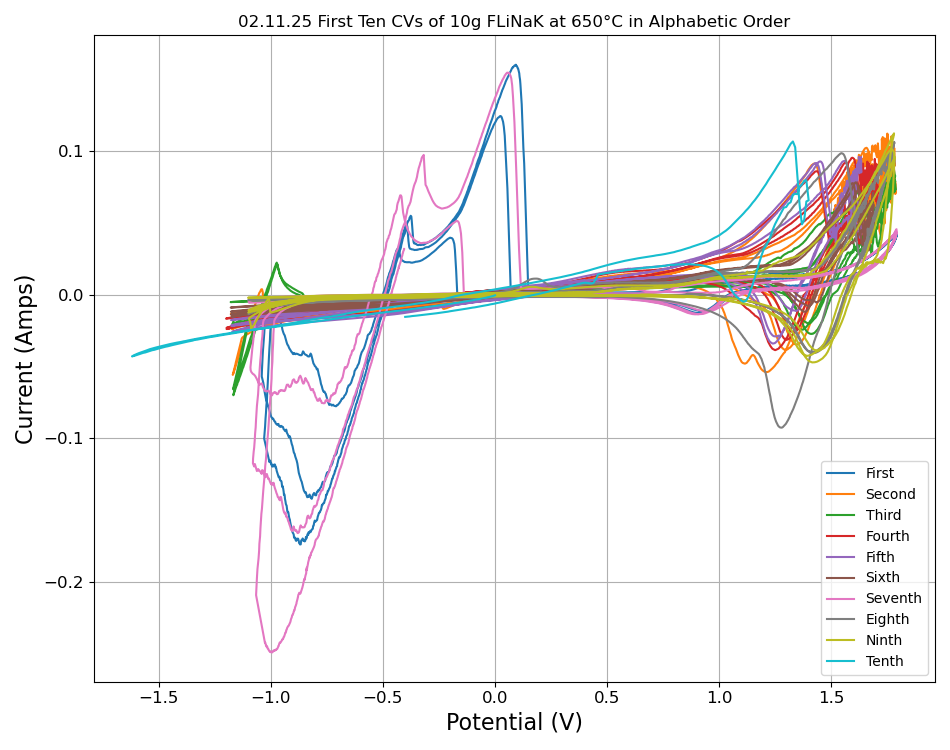 02.11.25 First Ten CVs of 10g FLiNaK at 650°C in Alphabetic Order
Current (Amps)
0.1
0.0
−0.1
−0.2
−1.5 −1.0 −0.5 0.0 0.5 1.0 1.5
Potential (V)
First
Second
Third
Fourth
Fifth
Sixth
Seventh
Eighth
Ninth
Tenth